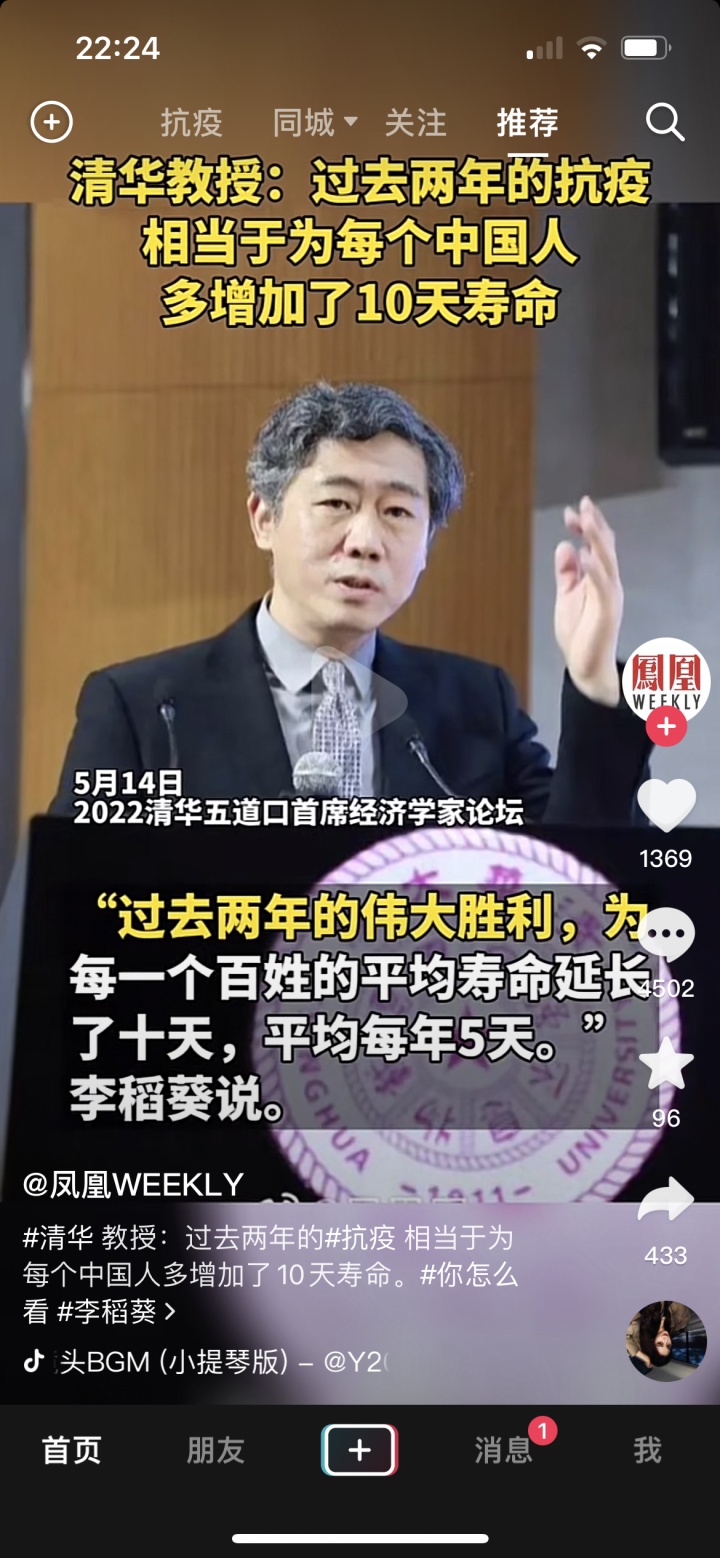 22:24
抗疫 同城 关注 推荐
清华教授：过去两年的抗疫
相当于为每个中国人
多增加了10天寿命
鳳凰
WEEKLY
1369
5月14日
2022清华五道口首席经济学家论坛
“过去两年的伟大胜利，为
每一个百姓的平均寿命延长
了十天，平均每年5天。”
李稻葵说。
4502
96
UNIVERSITY
-1911-
@凤凰WEEKLY
#清华 教授：过去两年的#抗疫 相当于为
每个中国人多增加了10天寿命。#你怎么
看 #李稻葵
433
头BGM (小提琴版) – @Y2
首页 朋友 消息 1 我